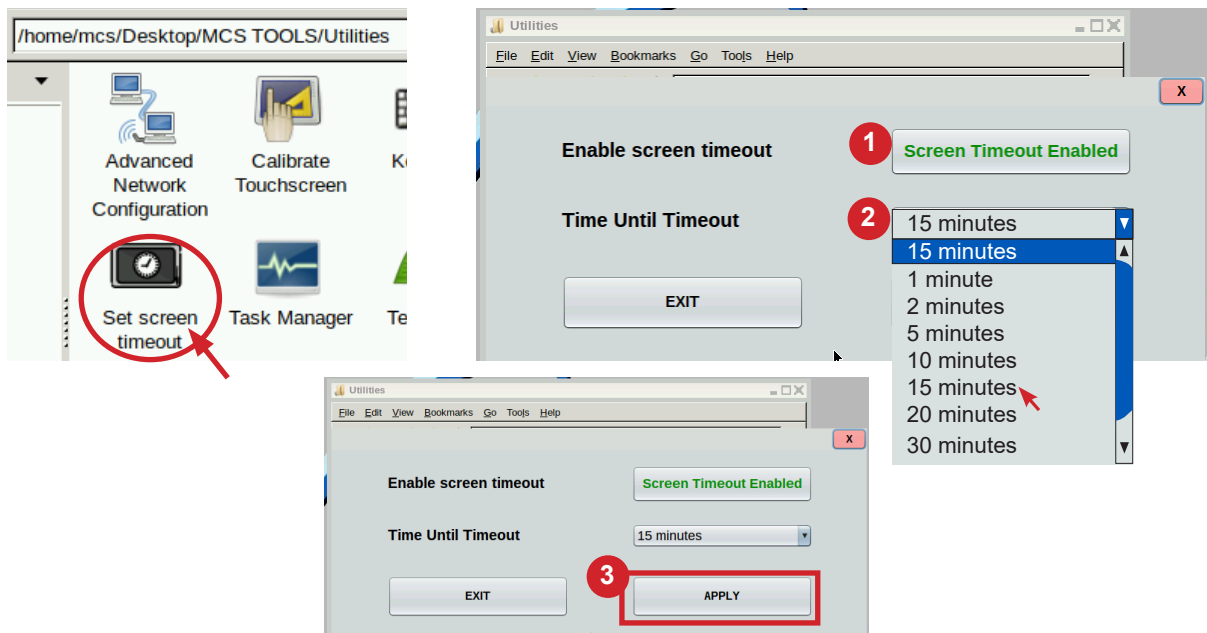 /home/mcs/Desktop/MCS TOOLS/Utilities
Advanced
Network
Configuration
Calibrate
Touchscreen
Set screen
timeout
Task Manager
Utilities
File Edit View Bookmarks Go Tools Help
X
Enable screen timeout
1
Screen Timeout Enabled
Time Until Timeout
2
15 minutes
15 minutes
1 minute
2 minutes
5 minutes
10 minutes
15 minutes
20 minutes
30 minutes
EXIT
Utilities
File Edit View Bookmarks Go Tools Help
X
Enable screen timeout
Screen Timeout Enabled
Time Until Timeout
15 minutes
3
EXIT
APPLY